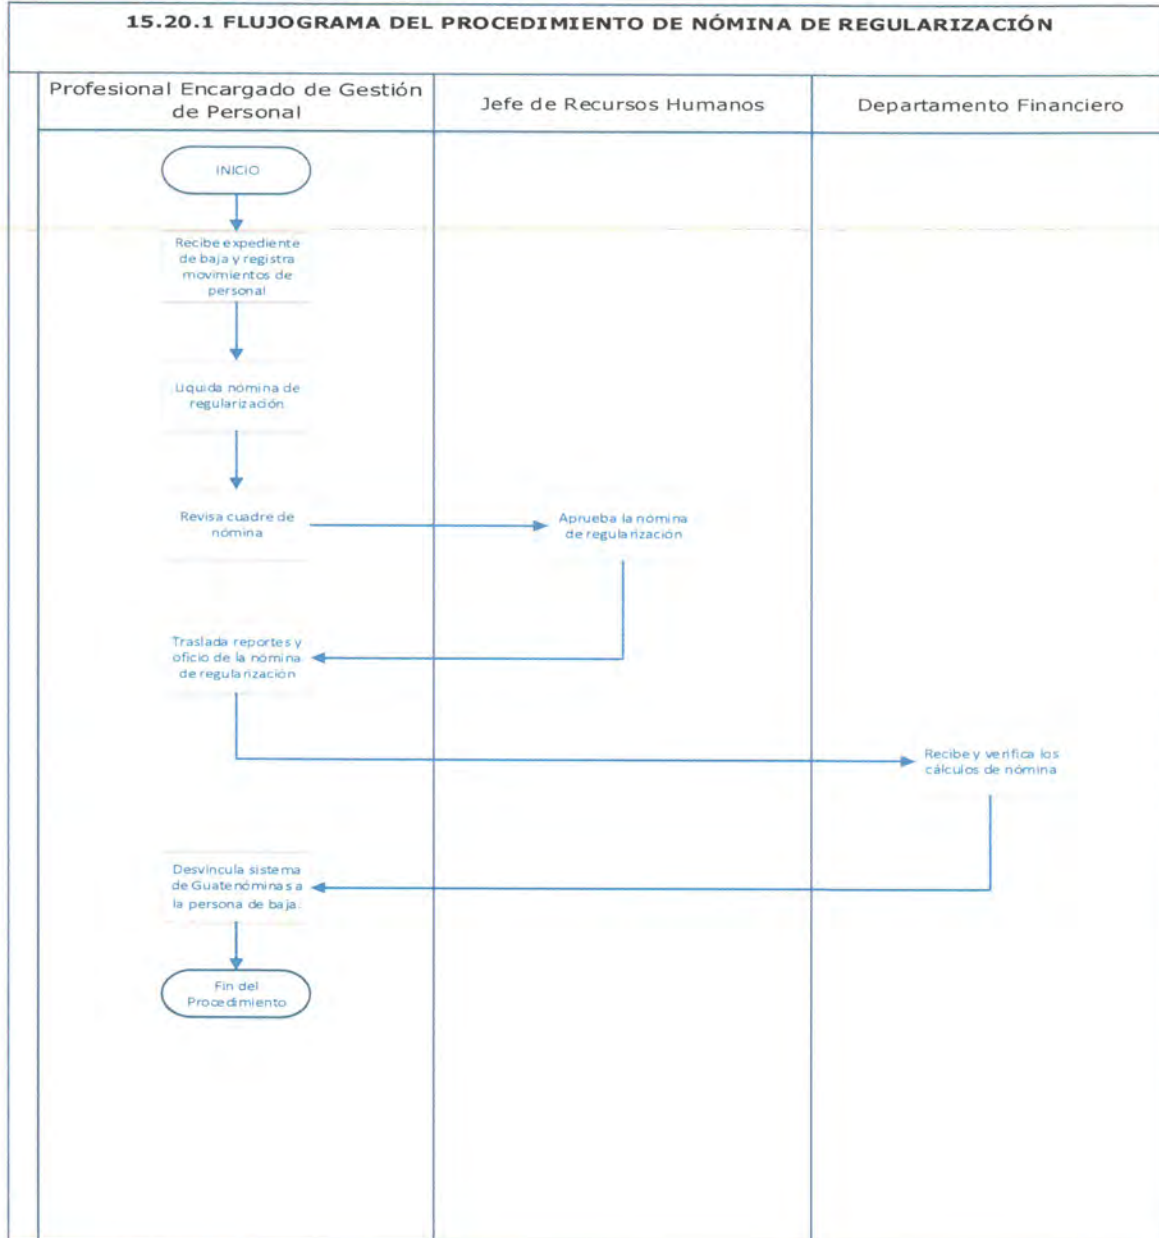 15.20.1 FLUJOGRAMA DEL PROCEDIMIENTO DE NÓMINA DE REGULARIZACIÓN
Profesional Encargado de Gestión
de Personal
Jefe de Recursos Humanos
Departamento Financiero
INICIO
Recibe expediente
de baja y registra
movimientos de
personal
Liquida nómina de
regularización
Revisa cuadre de
nómina
Aprueba la nómina
de regularización
Traslada reportes y
oficio de la nómina
de regularización
Recibe y verifica los
cálculos de nómina
Desvincula sistema
de Guatenóminas a
la persona de baja.
Fin del
Procedimiento